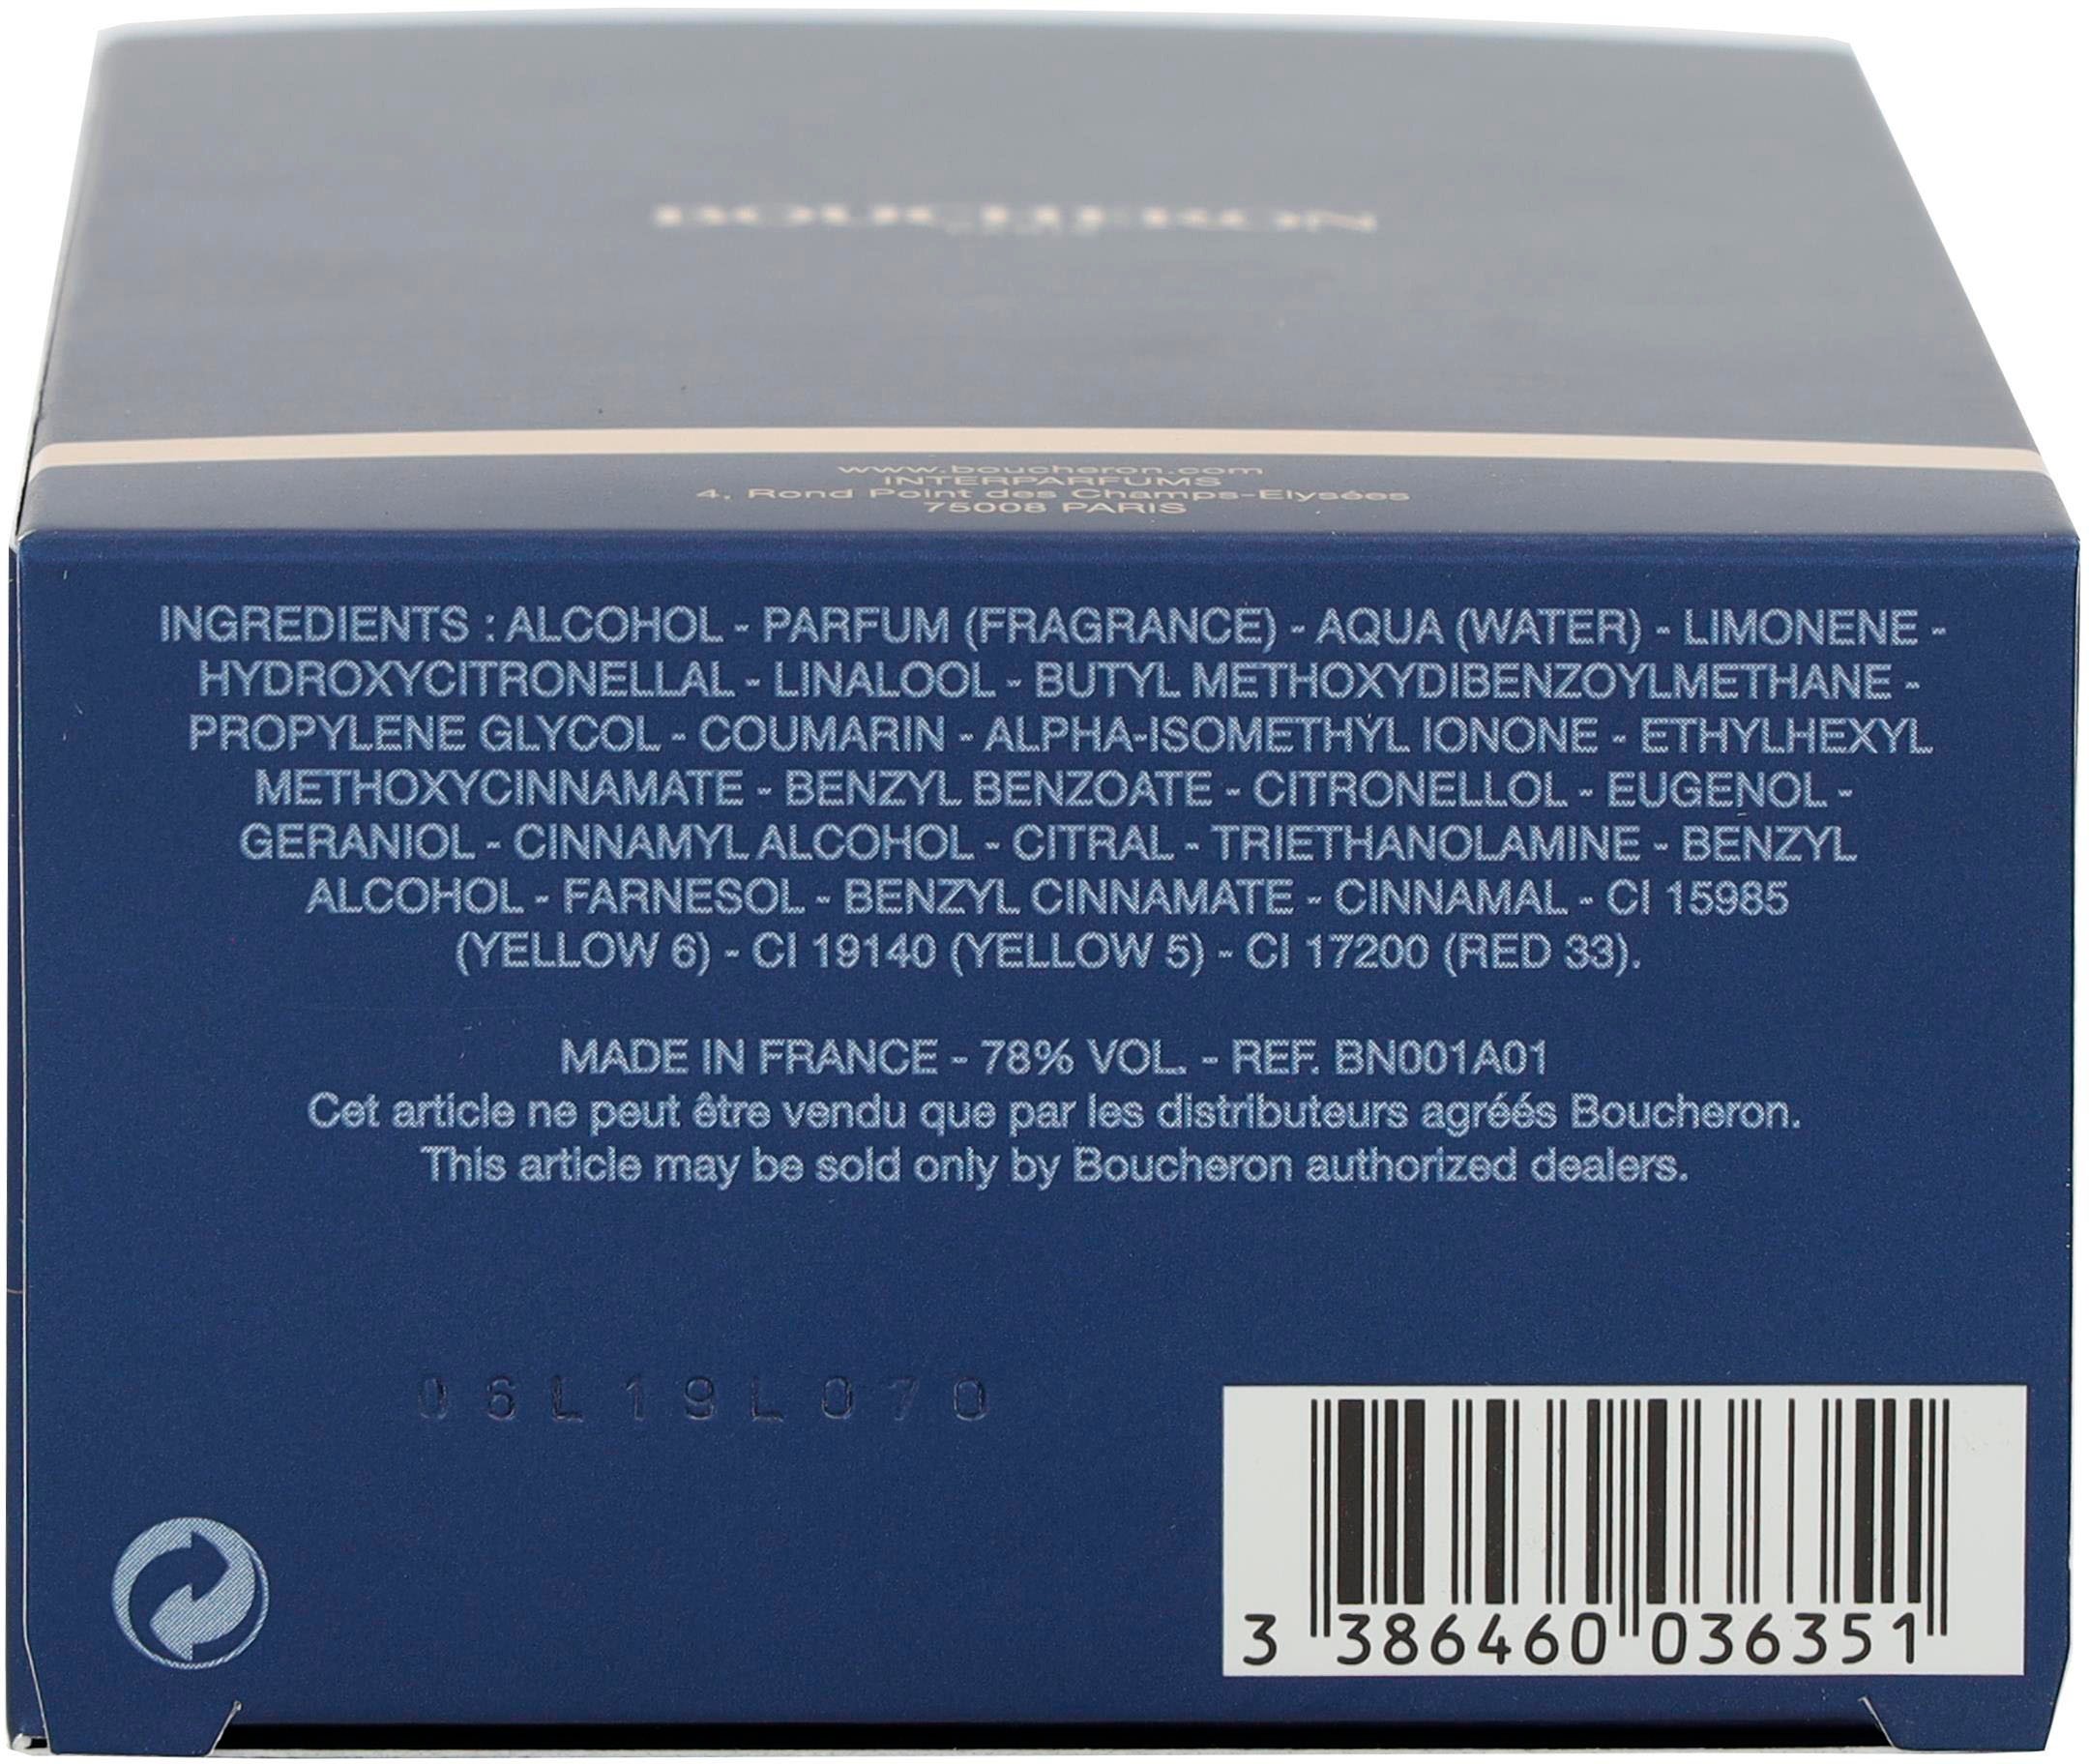 BOUCHERON
www.boucheron.com
INTERPARFUMS
4, Rond Point des Champs-Elysées
75008 PARIS
INGREDIENTS : ALCOHOL - PARFUM (FRAGRANCE) - AQUA (WATER) - LIMONENE -
HYDROXYCITRONELLAL - LINALOOL - BUTYL METHOXYDIBENZOYLMETHANE -
PROPYLENE GLYCOL - COUMARIN - ALPHA-ISOMETHYL IONONE - ETHYLHEXYL
METHOXYCINNAMATE - BENZYL BENZOATE - CITRONELLOL - EUGENOL -
GERANIOL - CINNAMYL ALCOHOL - CITRAL - TRIETHANOLAMINE - BENZYL
ALCOHOL - FARNESOL - BENZYL CINNAMATE - CINNAMAL - CI 15985
(YELLOW 6) - CI 19140 (YELLOW 5) - CI 17200 (RED 33).
MADE IN FRANCE - 78% VOL. - REF. BN001A01
Cet article ne peut être vendu que par les distributeurs agréés Boucheron.
This article may be sold only by Boucheron authorized dealers.
06L19L070
3 386460 036351